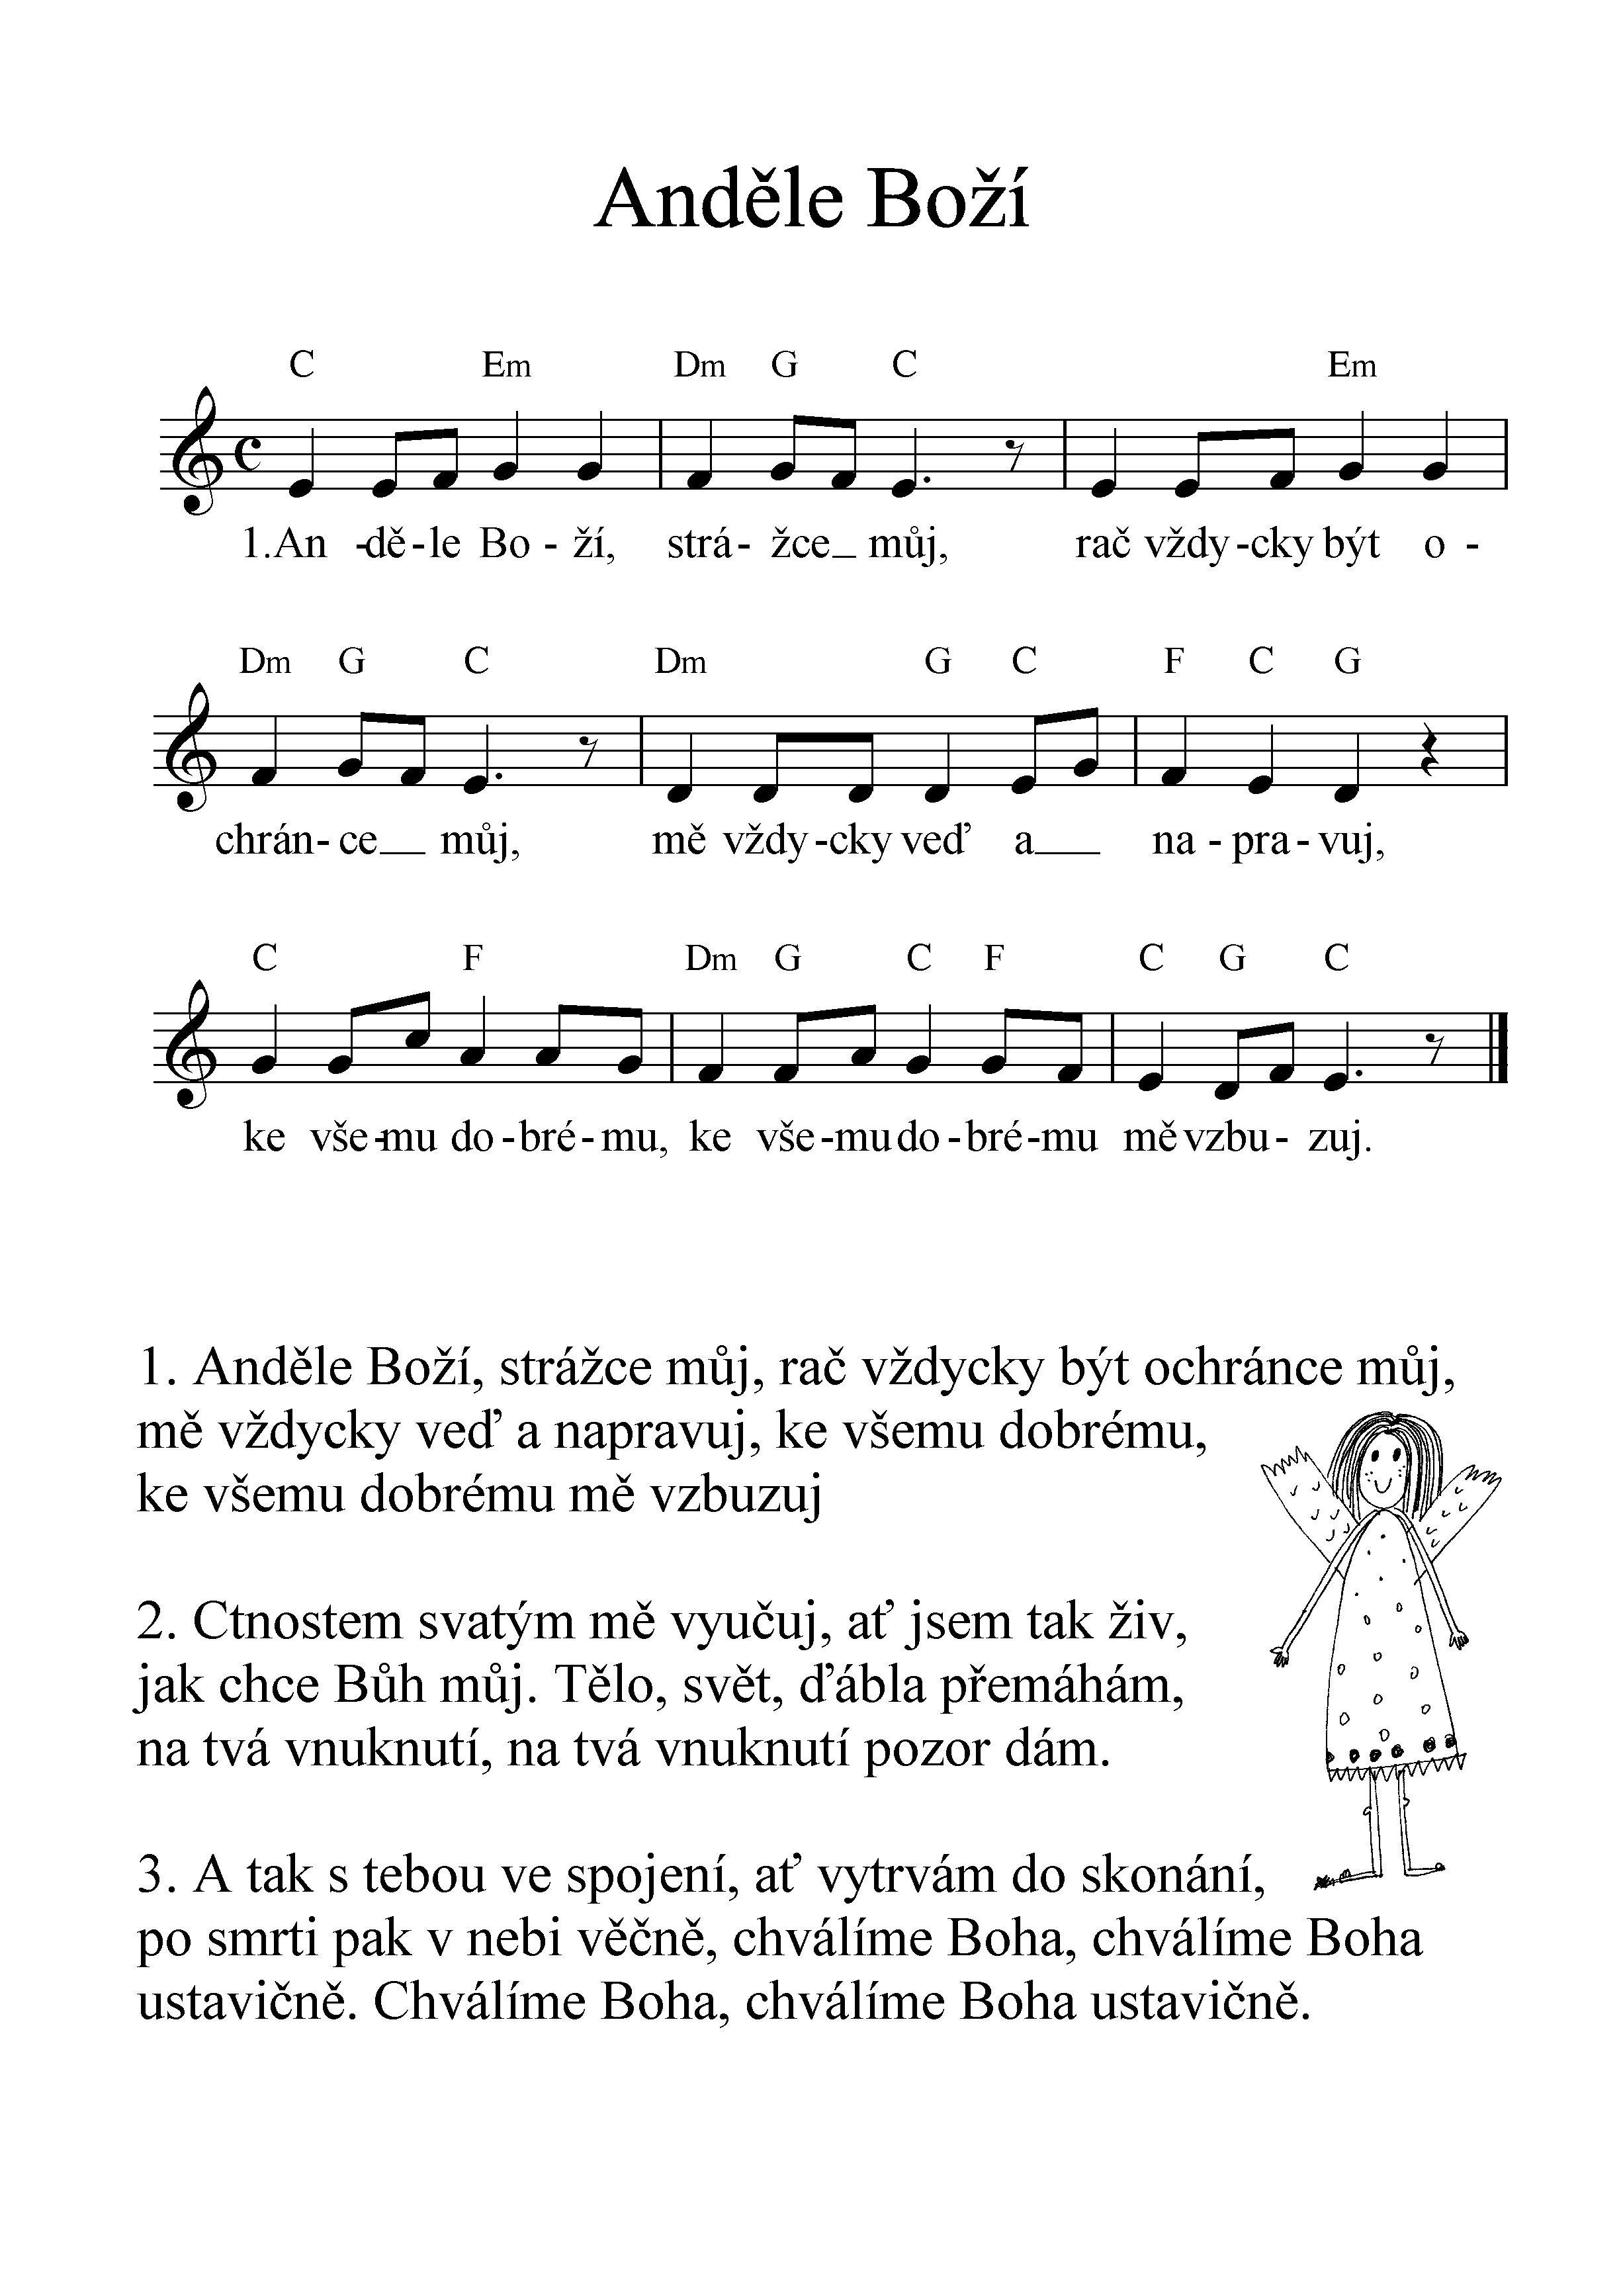 Anděle Boží
C Em Dm G C Em
1.An -dě-le Bo - ží, strá- žce_ můj, rač vždy-cky být o -
Dm G C Dm G C F C G
chrán- ce__ můj, mě vždy-cky veď a___ na - pra - vuj,
C F Dm G C F C G C
ke vše-mu do-bré-mu, ke vše-mu do-bré-mu mě vzbu- zuj.
1. Anděle Boží, strážce můj, rač vždycky být ochránce můj,
mě vždycky veď a napravuj, ke všemu dobrému,
ke všemu dobrému mě vzbuzuj
2. Ctnostem svatým mě vyučuj, ať jsem tak živ,
jak chce Bůh můj. Tělo, svět, ďábla přemáhám,
na tvá vnuknutí, na tvá vnuknutí pozor dám.
3. A tak s tebou ve spojení, ať vytrvám do skonání,
po smrti pak v nebi věčně, chválíme Boha, chválíme Boha
ustavičně. Chválíme Boha, chválíme Boha ustavičně.